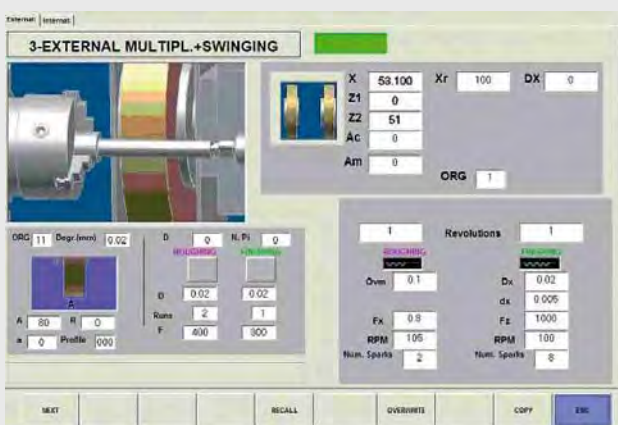 External Internal
3-EXTERNAL MULTIPL.+SWINGING
X 53.100 Xr 100 DX 0
Z1 0
Z2 51
Ac 0
Am 0
ORG 1
ORG 11 Degr.(mm) 0.02
A
A 80 R 0
a 0 Profile 000
D 0 N. Pi 0
ROUGHING FINISHING
D 0.02 0.02
Runs 2 1
F 400 300
1 Revolutions 1
ROUGHING FINISHING
Ovm 0.1 Dx 0.02
dx 0.005
Fx 0.8 Fz 1000
RPM 105 RPM 100
Num. Sparks 2 Num. Sparks 8
NEXT RECALL OVERWRITE COPY ESC